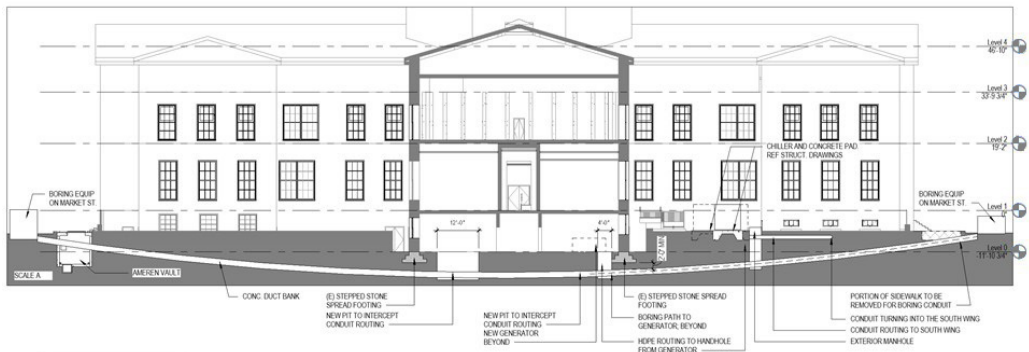 Level 4
46'-10"
Level 3
33'-9 3/4"
Level 2
19'-2"
CHILLER AND CONCRETE PAD.
REF STRUCT. DRAWINGS
BORING EQUIP
ON MARKET ST.
BORING EQUIP
ON MARKET ST.
Level 1
12'-0"
4'-0"
Level 0
-11'-10 3/4"
SCALE A
AMEREN VAULT
CONC. DUCT BANK
(E) STEPPED STONE
SPREAD FOOTING
NEW PIT TO INTERCEPT
CONDUIT ROUTING
NEW PIT TO INTERCEPT
CONDUIT ROUTING
NEW GENERATOR
BEYOND
(E) STEPPED STONE
SPREAD FOOTING
BORING PATH TO
GENERATOR, BEYOND
HDPE ROUTING TO HANDHOLE
FROM GENERATOR
PORTION OF SIDEWALK TO BE
REMOVED FOR BORING CONDUIT
CONDUIT TURNING INTO THE SOUTH WING
CONDUIT ROUTING TO SOUTH WING
EXTERIOR MANHOLE